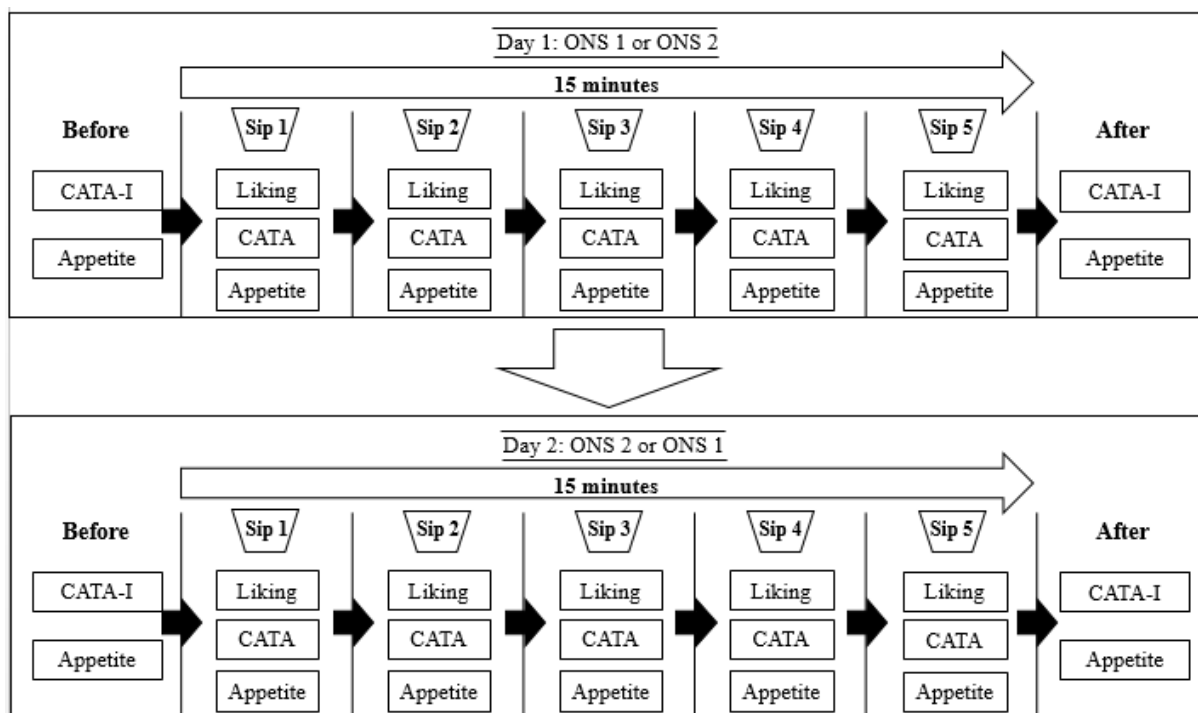 Day 1: ONS 1 or ONS 2
15 minutes
Before
Sip 1
Sip 2
Sip 3
Sip 4
Sip 5
After
CATA-I
Liking
Liking
Liking
Liking
Liking
CATA-I
CATA
CATA
CATA
CATA
CATA
Appetite
Appetite
Appetite
Appetite
Appetite
Appetite
Appetite
Day 2: ONS 2 or ONS 1
15 minutes
Before
Sip 1
Sip 2
Sip 3
Sip 4
Sip 5
After
CATA-I
Liking
Liking
Liking
Liking
Liking
CATA-I
CATA
CATA
CATA
CATA
CATA
Appetite
Appetite
Appetite
Appetite
Appetite
Appetite
Appetite